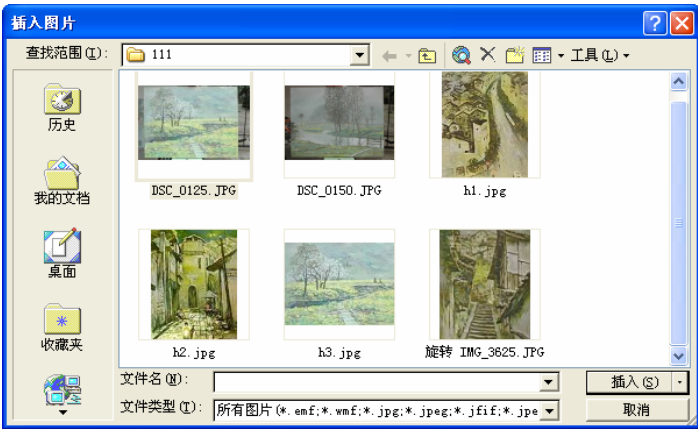 插入图片
查找范围(I):
111
工具(L)
历史
我的文档
桌面
收藏夹
DSC_0125.JPG
DSC_0150.JPG
h1.jpg
h2.jpg
h3.jpg
旋转 IMG_3625.JPG
文件名(N):
插入(S)
文件类型(T):
所有图片(*.emf;*.wmf;*.jpg;*.jpeg;*.jfif;*.jpe
取消